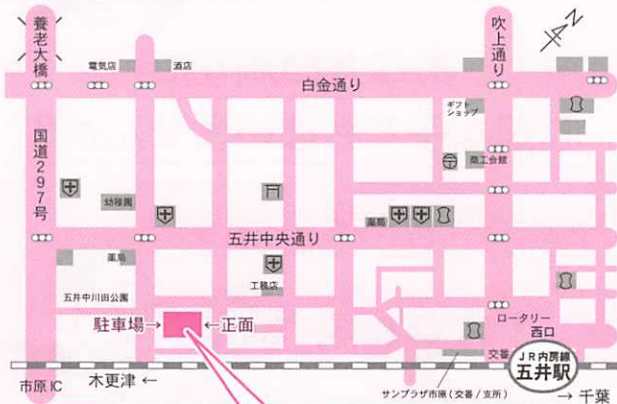 養老大橋
吹上通り
N
電気店
酒店
白金通り
ギフト
ショップ
国道297号
商工会館
幼稚園
薬局
五井中央通り
薬局
工務店
五井中川田公園
駐車場→
←正面
ロータリー
西口
交番
JR内房線
五井駅
市原IC
木更津 ←
サンプラザ市原(交番/支所)
→ 千葉